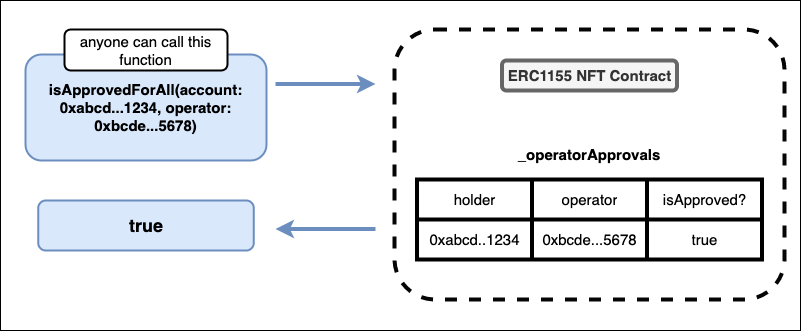 anyone can call this
function
isApprovedForAll(account:
0xabcd...1234, operator:
0xbcde...5678)
true
ERC1155 NFT Contract
_operatorApprovals
holder operator isApproved?
0xabcd..1234 0xbcde...5678 true